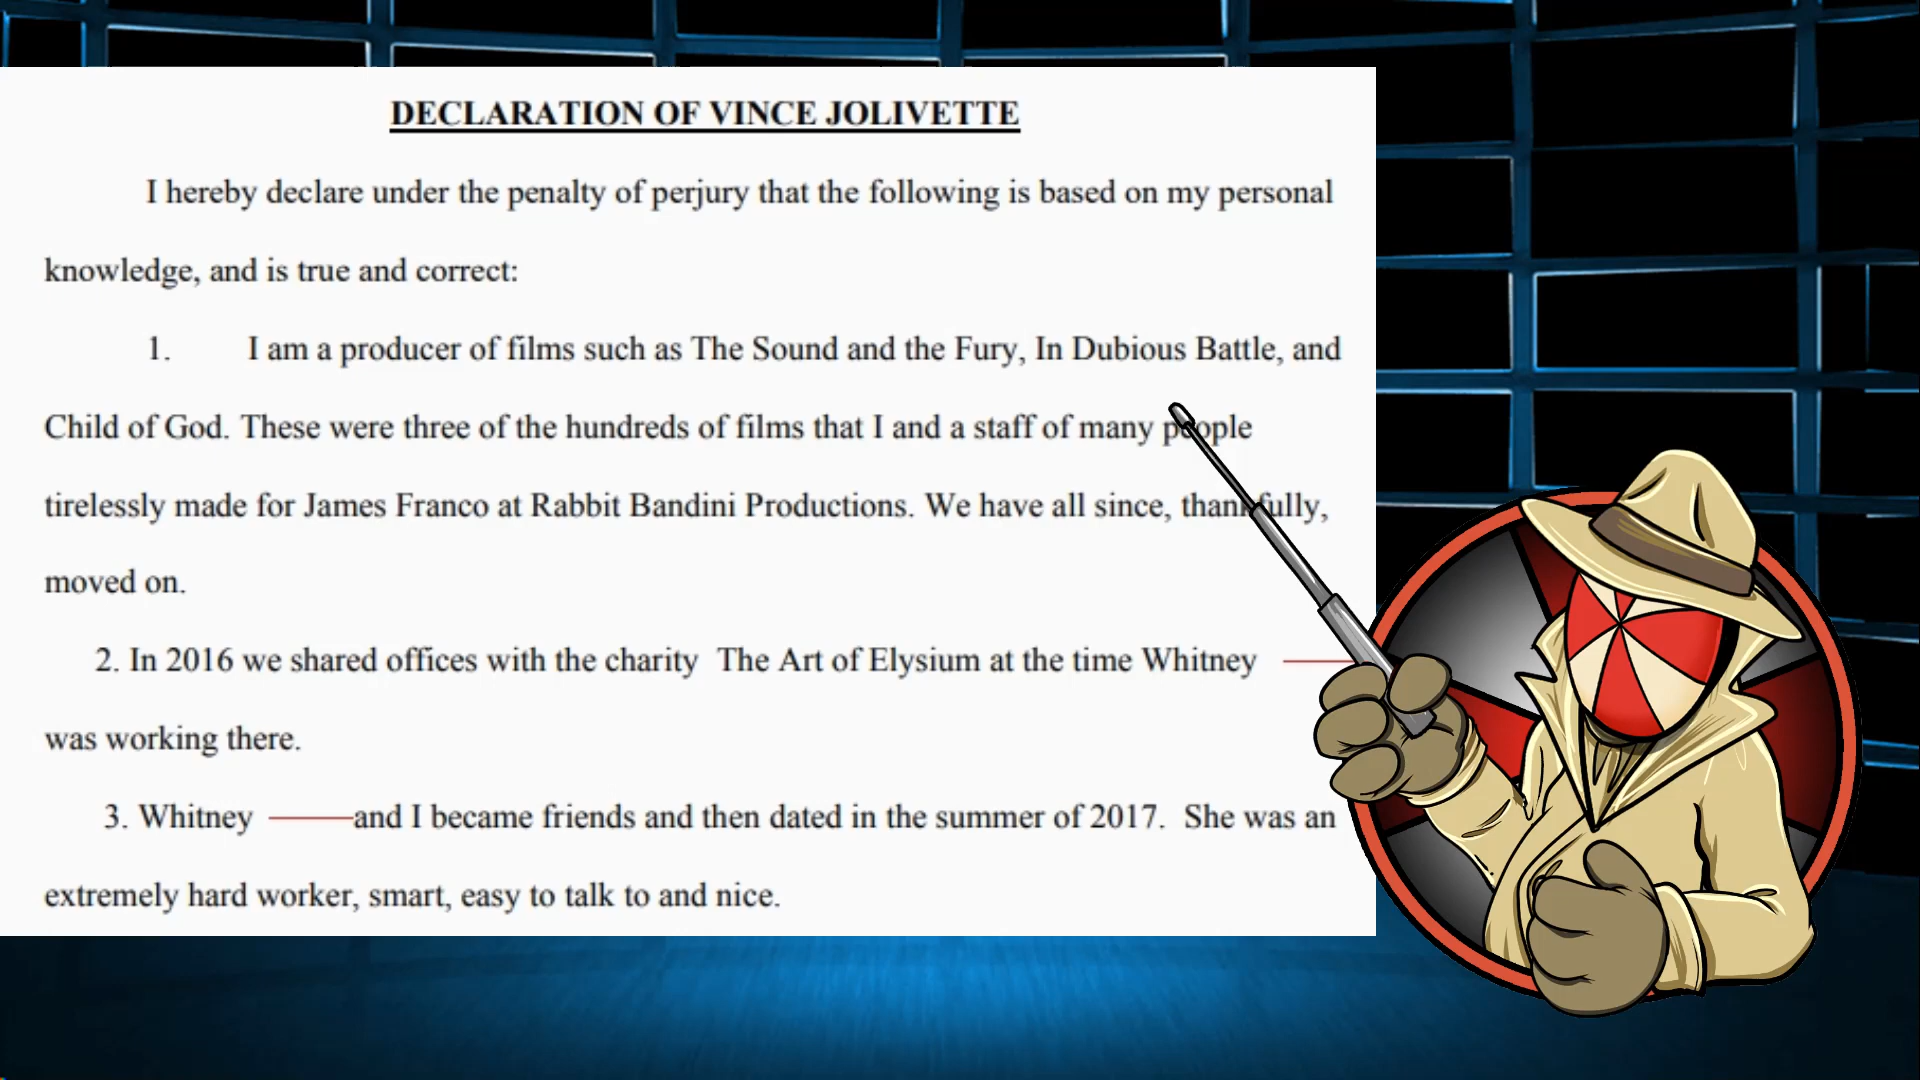 DECLARATION OF VINCE JOLIVETTE
I hereby declare under the penalty of perjury that the following is based on my personal
knowledge, and is true and correct:
1. I am a producer of films such as The Sound and the Fury, In Dubious Battle, and
Child of God. These were three of the hundreds of films that I and a staff of many people
tirelessly made for James Franco at Rabbit Bandini Productions. We have all since, thankfully,
moved on.
2. In 2016 we shared offices with the charity The Art of Elysium at the time Whitney
was working there.
3. Whitney and I became friends and then dated in the summer of 2017. She was an
extremely hard worker, smart, easy to talk to and nice.